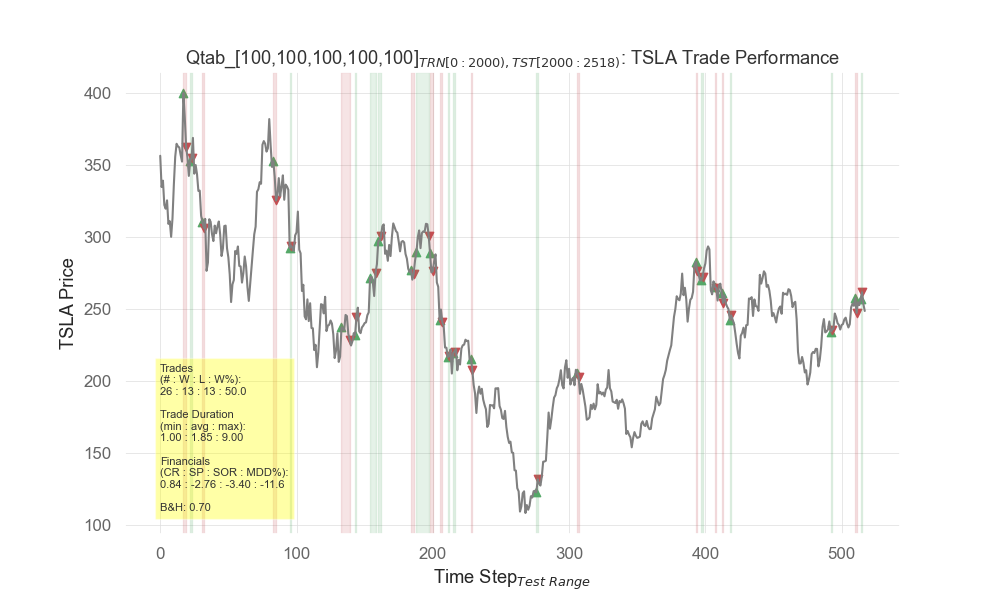 Qtab_[100,100,100,100,100]TRN[0 : 2000), TST[2000 : 2518): TSLA Trade Performance
400
350
300
250
200
150
100
TSLA Price
Trades
(# : W : L : W%):
26 : 13 : 13 : 50.0
Trade Duration
(min : avg : max):
1.00 : 1.85 : 9.00
Financials
(CR : SP : SOR : MDD%):
0.84 : -2.76 : -3.40 : -11.6
B&H: 0.70
0 100 200 300 400 500
Time StepTest Range